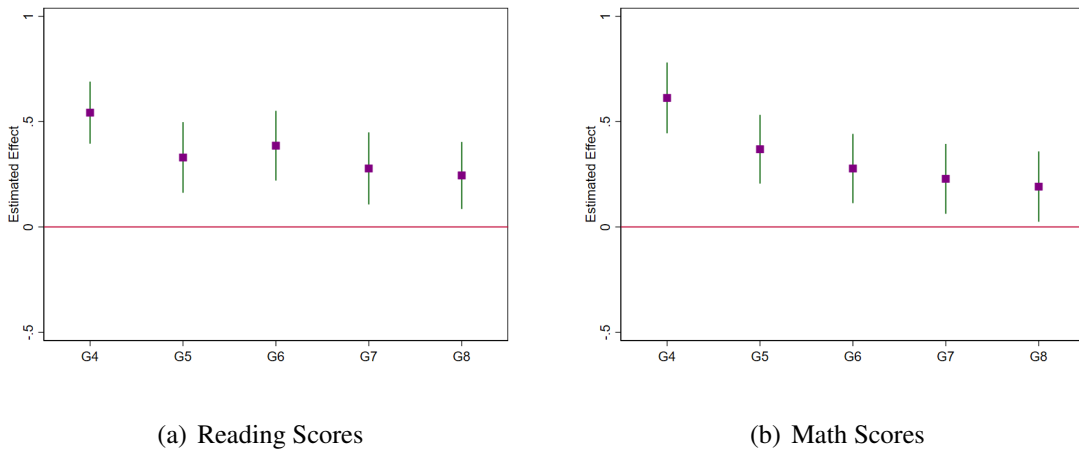 Estimated Effect
1
.5
0
-.5
G4 G5 G6 G7 G8
(a) Reading Scores
Estimated Effect
1
.5
0
-.5
G4 G5 G6 G7 G8
(b) Math Scores